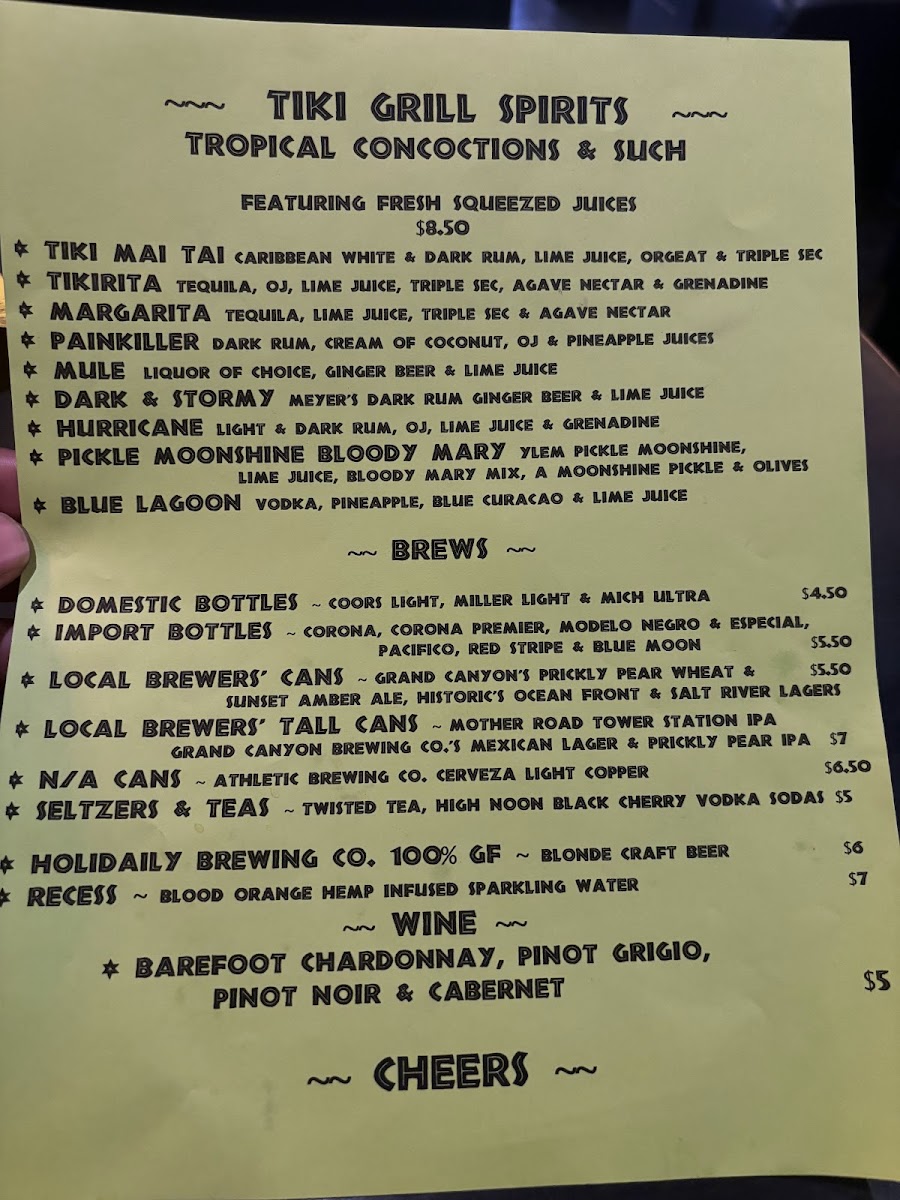 ~~~ TIKI GRILL SPIRITS ~~~
TROPICAL CONCOCTIONS & SUCH
FEATURING FRESH SQUEEZED JUICES
$8.50
TIKI MAI TAI CARIBBEAN WHITE & DARK RUM, LIME JUICE, ORGEAT & TRIPLE SEC
TIKIRITA TEQUILA, OJ, LIME JUICE, TRIPLE SEC, AGAVE NECTAR & GRENADINE
MARGARITA TEQUILA, LIME JUICE, TRIPLE SEC & AGAVE NECTAR
PAINKILLER DARK RUM, CREAM OF COCONUT, OJ & PINEAPPLE JUICES
MULE LIQUOR OF CHOICE, GINGER BEER & LIME JUICE
DARK & STORMY MEYER'S DARK RUM GINGER BEER & LIME JUICE
HURRICANE LIGHT & DARK RUM, OJ, LIME JUICE & GRENADINE
PICKLE MOONSHINE BLOODY MARY YLEM PICKLE MOONSHINE,
LIME JUICE, BLOODY MARY MIX, A MOONSHINE PICKLE & OLIVES
BLUE LAGOON VODKA, PINEAPPLE, BLUE CURACAO & LIME JUICE
~~ BREWS ~~
DOMESTIC BOTTLES ~ COORS LIGHT, MILLER LIGHT & MICH ULTRA $4.50
IMPORT BOTTLES ~ CORONA, CORONA PREMIER, MODELO NEGRO & ESPECIAL,
PACIFICO, RED STRIPE & BLUE MOON $5.50
LOCAL BREWERS' CANS ~ GRAND CANYON'S PRICKLY PEAR WHEAT & $5.50
SUNSET AMBER ALE, HISTORIC'S OCEAN FRONT & SALT RIVER LAGERS
LOCAL BREWERS' TALL CANS ~ MOTHER ROAD TOWER STATION IPA
GRAND CANYON BREWING CO.'S MEXICAN LAGER & PRICKLY PEAR IPA $7
N/A CANS ~ ATHLETIC BREWING CO. CERVEZA LIGHT COPPER $6.50
SELTZERS & TEAS ~ TWISTED TEA, HIGH NOON BLACK CHERRY VODKA SODAS $5
HOLIDAILY BREWING CO. 100% GF ~ BLONDE CRAFT BEER $6
RECESS ~ BLOOD ORANGE HEMP INFUSED SPARKLING WATER $7
~~ WINE ~~
BAREFOOT CHARDONNAY, PINOT GRIGIO,
PINOT NOIR & CABERNET $5
~~ CHEERS ~~